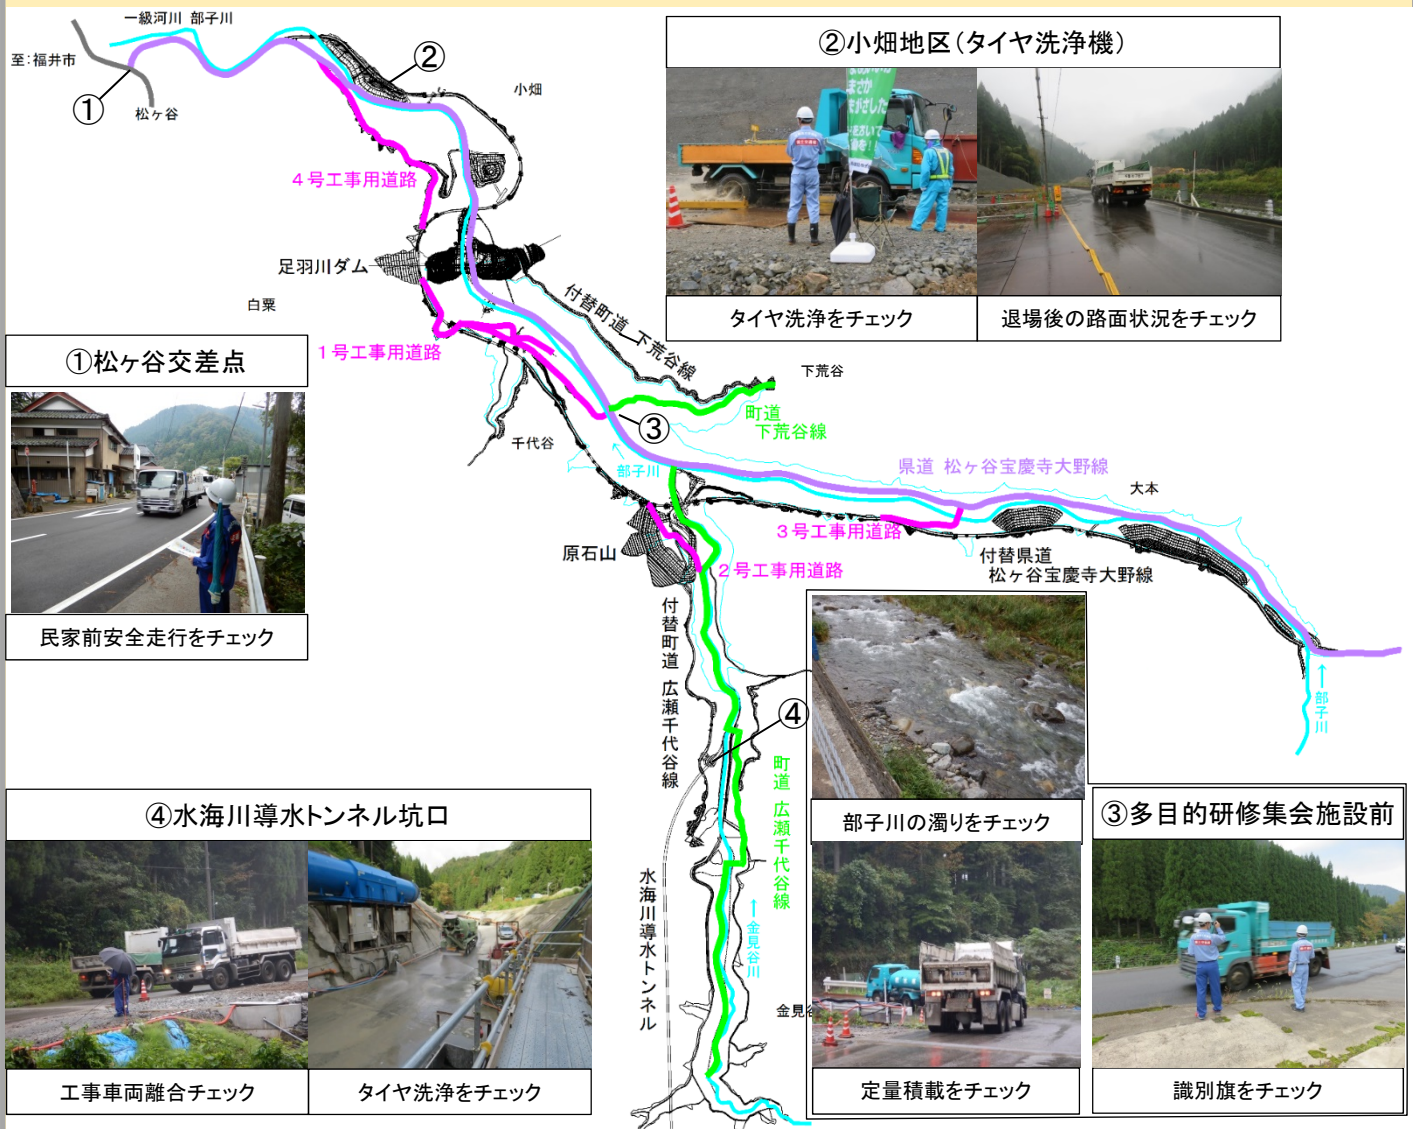 一級河川 部子川
至:福井市
①
松ヶ谷
②
小畑
4号工事用道路
足羽川ダム
白粟
1号工事用道路
付替町道 下荒谷線
下荒谷
町道
下荒谷線
③
千代谷
部子川
県道 松ヶ谷宝慶寺大野線
大本
3号工事用道路
付替県道
松ヶ谷宝慶寺大野線
原石山
2号工事用道路
付替町道 広瀬千代谷線
④
町道 広瀬千代谷線
水海川導水トンネル
金見谷川
金見
部子川
②小畑地区(タイヤ洗浄機)
まさか
タイヤ洗浄をチェック
退場後の路面状況をチェック
①松ヶ谷交差点
民家前安全走行をチェック
④水海川導水トンネル坑口
工事車両離合チェック
タイヤ洗浄をチェック
部子川の濁りをチェック
③多目的研修集会施設前
定量積載をチェック
識別旗をチェック